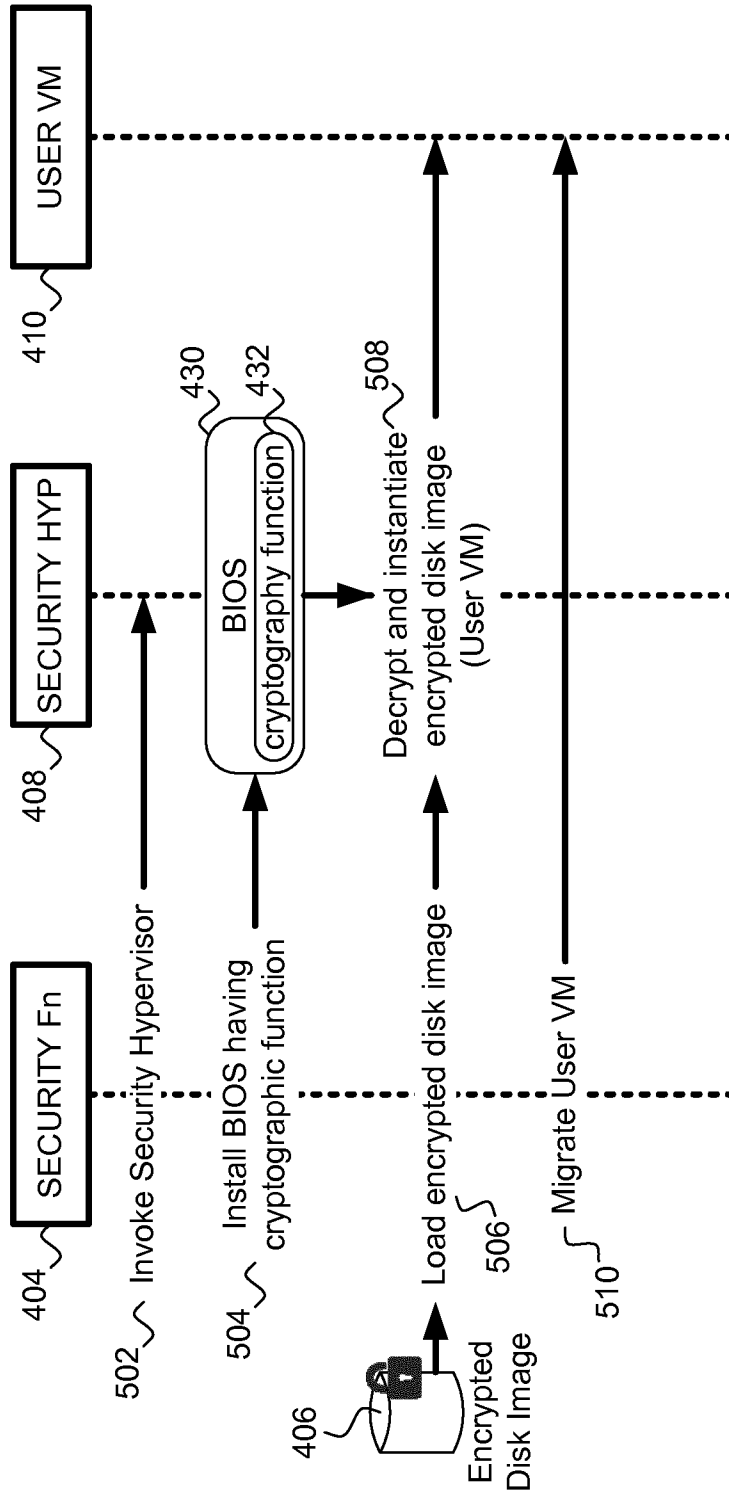 404
SECURITY Fn
408
SECURITY HYP
410
USER VM
502
Invoke Security Hypervisor
504
Install BIOS having
cryptographic function
BIOS
cryptography function
430
432
406
Encrypted
Disk Image
Load encrypted disk image
506
Decrypt and instantiate
encrypted disk image
(User VM)
508
510
Migrate User VM